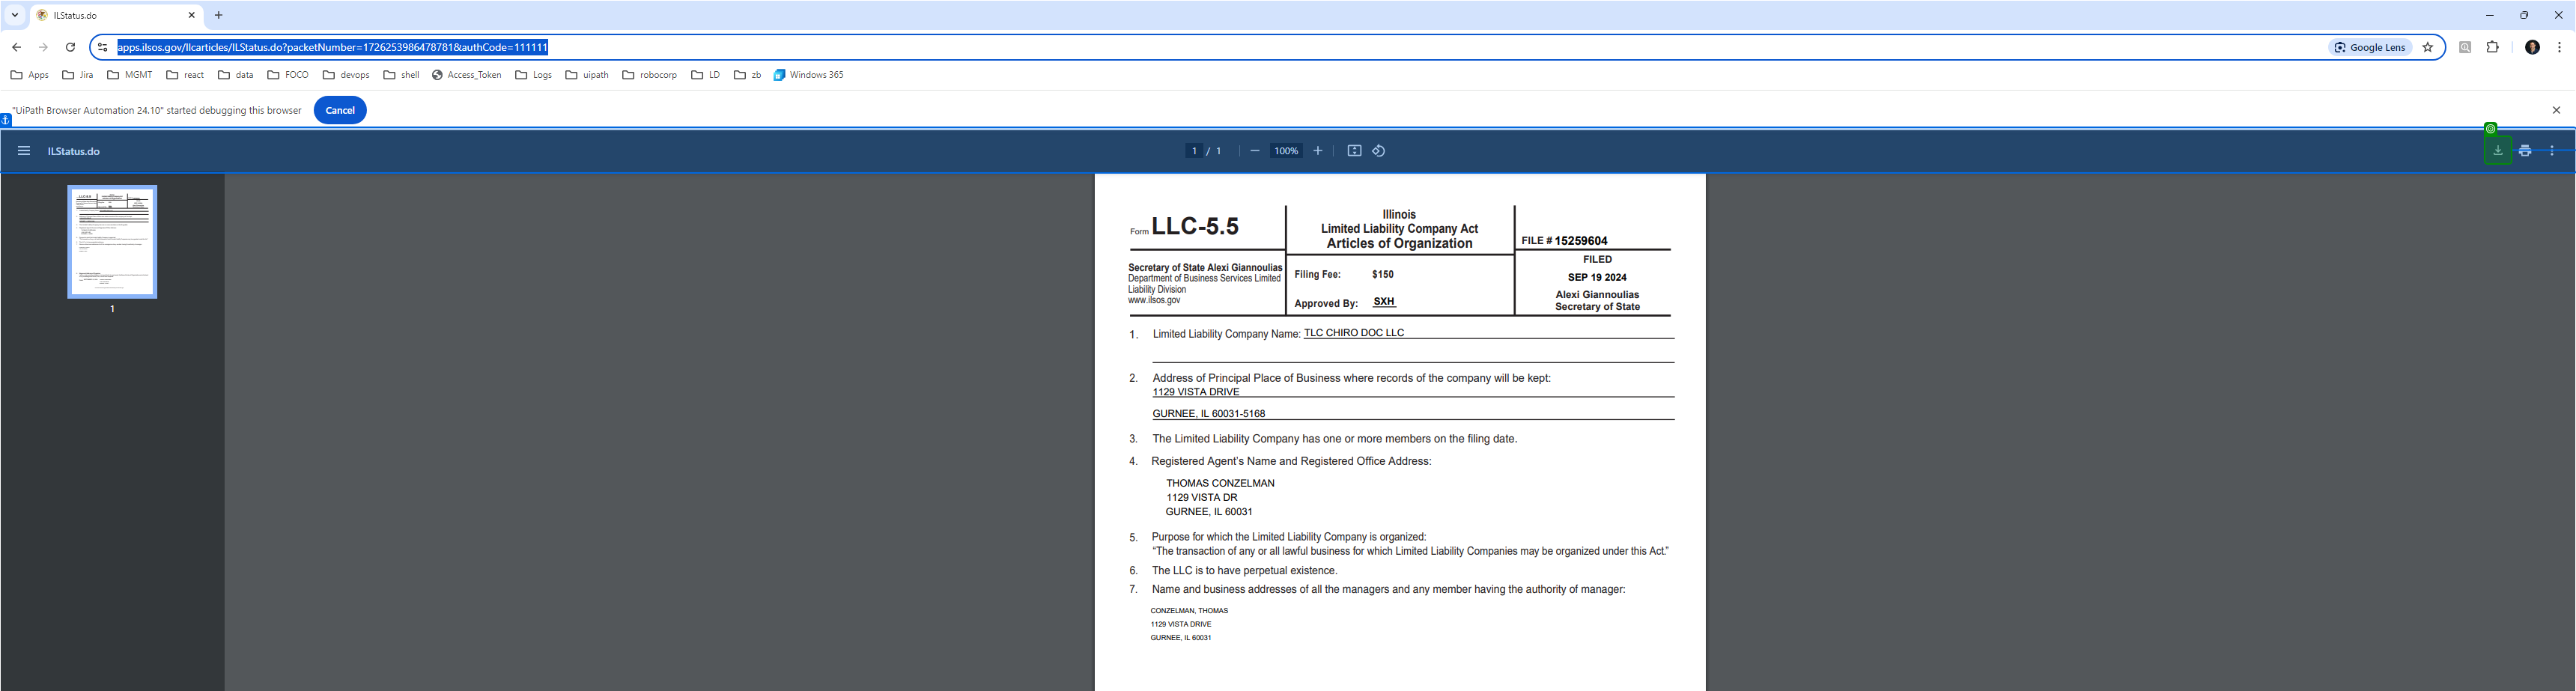 ILStatus.do
apps.ilsos.gov/llcarticles/ILStatus.do?packetNumber=1726253986478781&authCode=111111
Google Lens
Apps Jira MGMT react data FOCO devops shell Access_Token Logs uipath robocorp LD zb Windows 365
"UiPath Browser Automation 24.10" started debugging this browser Cancel
ILStatus.do 1 / 1 100%
1
Form LLC-5.5
Illinois
Limited Liability Company Act
Articles of Organization
FILE # 15259604
Secretary of State Alexi Giannoulias
Department of Business Services Limited
Liability Division
www.ilsos.gov
Filing Fee: $150
Approved By: SXH
FILED
SEP 19 2024
Alexi Giannoulias
Secretary of State
1. Limited Liability Company Name: TLC CHIRO DOC LLC
2. Address of Principal Place of Business where records of the company will be kept:
1129 VISTA DRIVE
GURNEE, IL 60031-5168
3. The Limited Liability Company has one or more members on the filing date.
4. Registered Agent's Name and Registered Office Address:
THOMAS CONZELMAN
1129 VISTA DR
GURNEE, IL 60031
5. Purpose for which the Limited Liability Company is organized:
“The transaction of any or all lawful business for which Limited Liability Companies may be organized under this Act.”
6. The LLC is to have perpetual existence.
7. Name and business addresses of all the managers and any member having the authority of manager:
CONZELMAN, THOMAS
1129 VISTA DRIVE
GURNEE, IL 60031